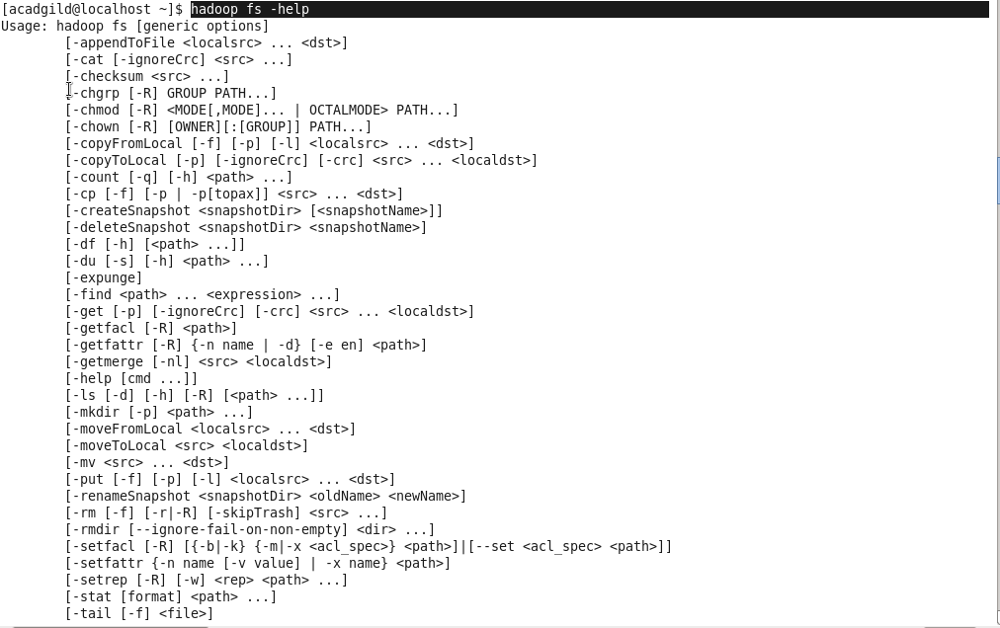 [acadgild@localhost ~]$ hadoop fs -help
Usage: hadoop fs [generic options]
[-appendToFile <localsrc> ... <dst>]
[-cat [-ignoreCrc] <src> ...]
[-checksum <src> ...]
[-chgrp [-R] GROUP PATH...]
[-chmod [-R] <MODE[,MODE]... | OCTALMODE> PATH...]
[-chown [-R] [OWNER][:[GROUP]] PATH...]
[-copyFromLocal [-f] [-p] [-l] <localsrc> ... <dst>]
[-copyToLocal [-p] [-ignoreCrc] [-crc] <src> ... <localdst>]
[-count [-q] [-h] <path> ...]
[-cp [-f] [-p | -p[topax]] <src> ... <dst>]
[-createSnapshot <snapshotDir> [<snapshotName>]]
[-deleteSnapshot <snapshotDir> <snapshotName>]
[-df [-h] [<path> ...]]
[-du [-s] [-h] <path> ...]
[-expunge]
[-find <path> ... <expression> ...]
[-get [-p] [-ignoreCrc] [-crc] <src> ... <localdst>]
[-getfacl [-R] <path>]
[-getfattr [-R] {-n name | -d} [-e en] <path>]
[-getmerge [-nl] <src> <localdst>]
[-help [cmd ...]]
[-ls [-d] [-h] [-R] [<path> ...]]
[-mkdir [-p] <path> ...]
[-moveFromLocal <localsrc> ... <dst>]
[-moveToLocal <src> <localdst>]
[-mv <src> ... <dst>]
[-put [-f] [-p] [-l] <localsrc> ... <dst>]
[-renameSnapshot <snapshotDir> <oldName> <newName>]
[-rm [-f] [-r|-R] [-skipTrash] <src> ...]
[-rmdir [--ignore-fail-on-non-empty] <dir> ...]
[-setfacl [-R] [{-b|-k} {-m|-x <acl_spec>} <path>]|[--set <acl_spec> <path>]]
[-setfattr {-n name [-v value] | -x name} <path>]
[-setrep [-R] [-w] <rep> <path> ...]
[-stat [format] <path> ...]
[-tail [-f] <file>]